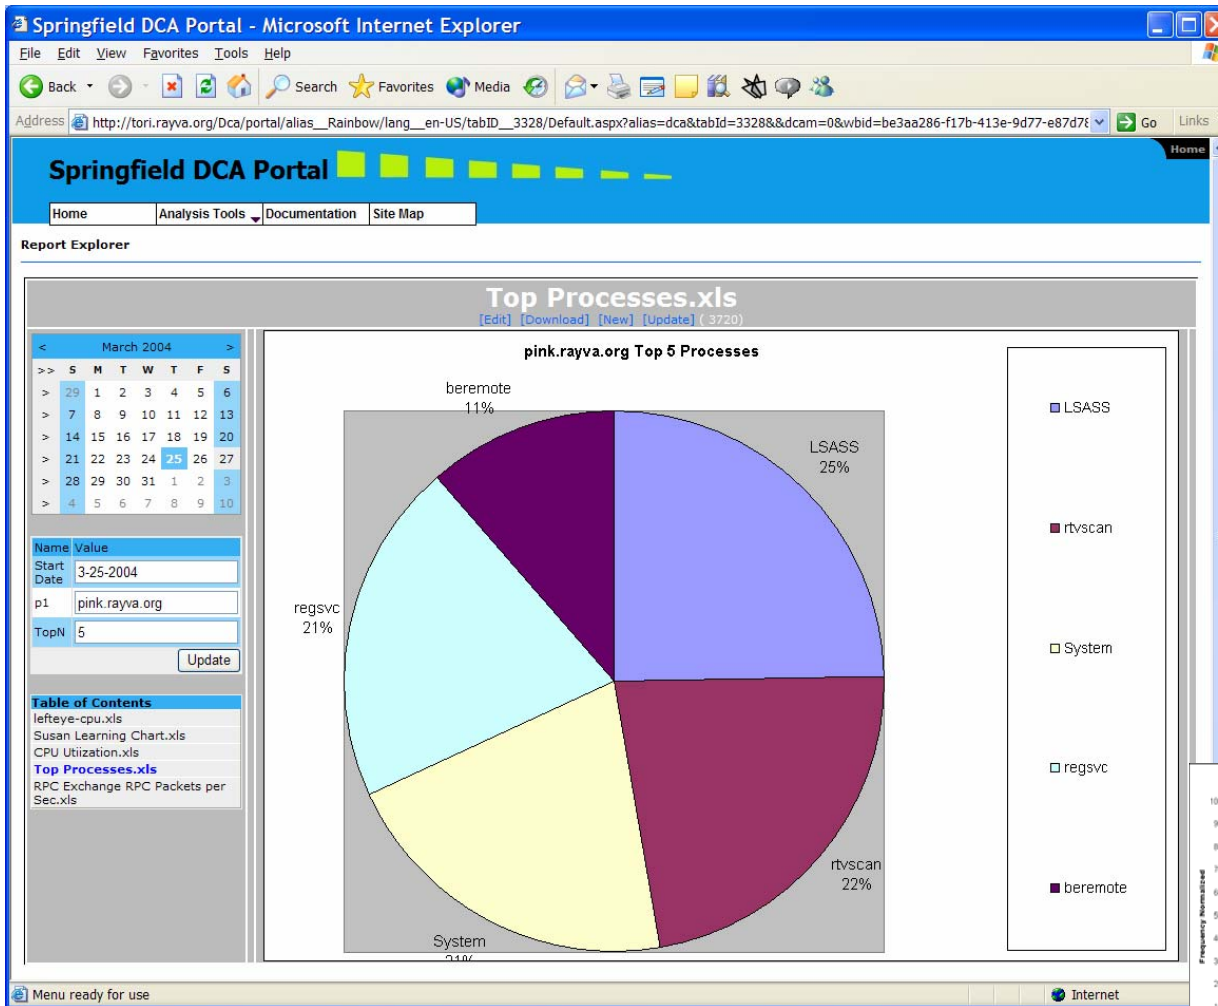 Springfield DCA Portal - Microsoft Internet Explorer
File Edit View Favorites Tools Help
Back Search Favorites Media
Address http://tori.rayva.org/Dca/portal/alias__Rainbow/lang__en-US/tabID__3328/Default.aspx?alias=dca&tabId=3328&&dcam=0&wbid=be3aa286-f17b-413e-9d77-e87d78 Go Links
Home
Springfield DCA Portal
Home Analysis Tools Documentation Site Map
Report Explorer
Top Processes.xls
[Edit] [Download] [New] [Update] ( 3720)
< March 2004 >
>> S M T W T F S
> 29 1 2 3 4 5 6
> 7 8 9 10 11 12 13
> 14 15 16 17 18 19 20
> 21 22 23 24 25 26 27
> 28 29 30 31 1 2 3
> 4 5 6 7 8 9 10
Name Value
Start Date 3-25-2004
p1 pink.rayva.org
TopN 5
Update
Table of Contents
lefteye-cpu.xls
Susan Learning Chart.xls
CPU Utiization.xls
Top Processes.xls
RPC Exchange RPC Packets per
Sec.xls
pink.rayva.org Top 5 Processes
beremote
11%
LSASS
25%
regsvc
21%
rtvscan
22%
System
21%
LSASS
rtvscan
System
regsvc
beremote
Frequency Normalized
Menu ready for use
Internet